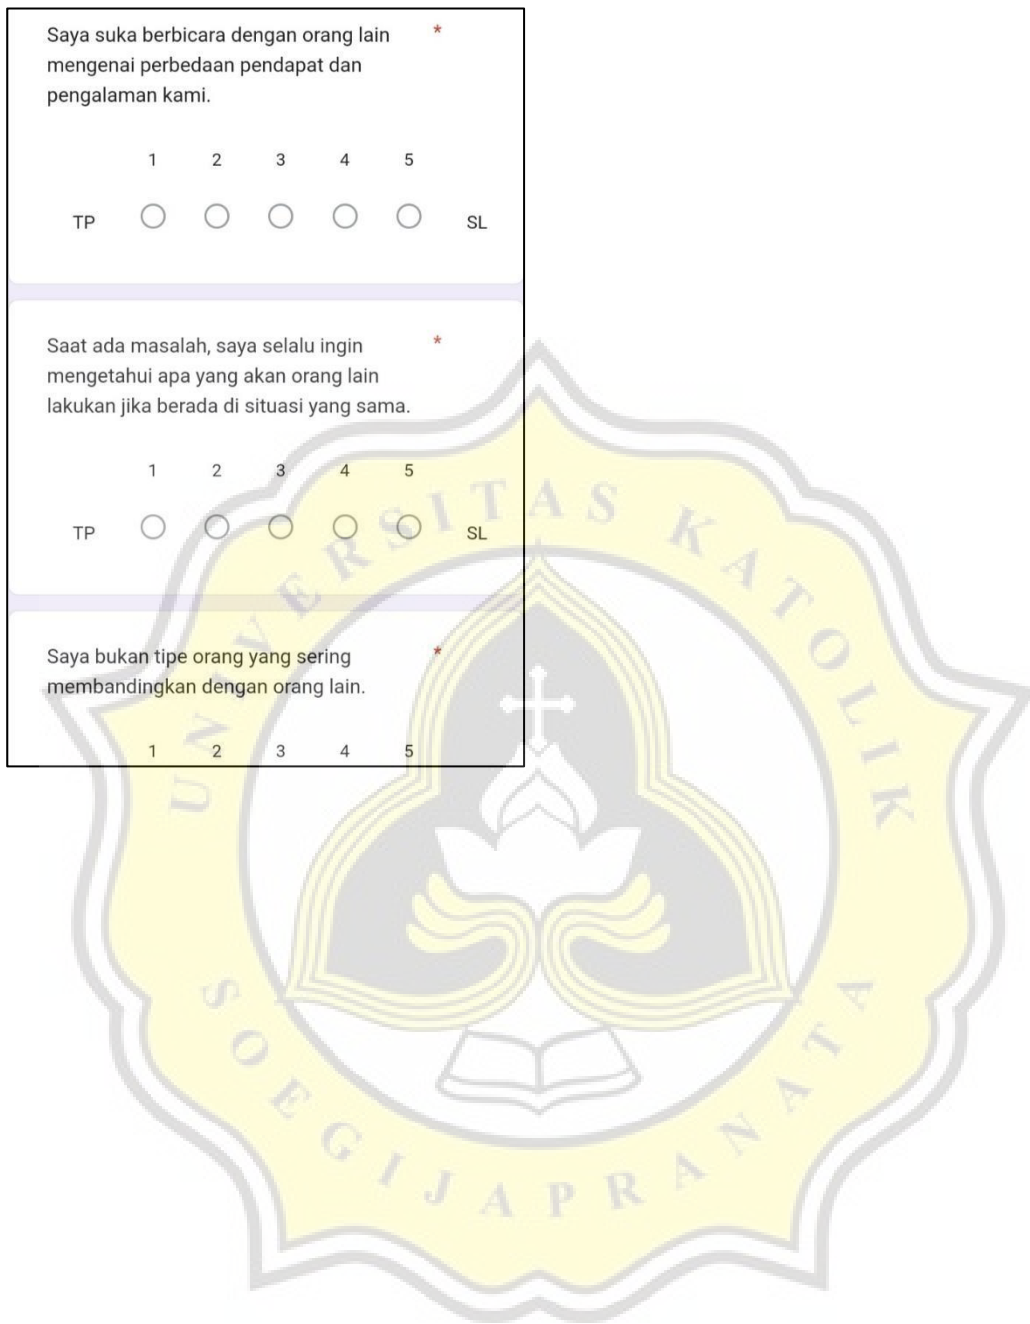 Saya suka berbicara dengan orang lain *
mengenai perbedaan pendapat dan
pengalaman kami.
1 2 3 4 5
TP SL
Saat ada masalah, saya selalu ingin *
mengetahui apa yang akan orang lain
lakukan jika berada di situasi yang sama.
1 2 3 4 5
TP SL
Saya bukan tipe orang yang sering *
membandingkan dengan orang lain.
1 2 3 4 5
UNIVERSITAS KATOLIK
SOEGIJAPRANATA